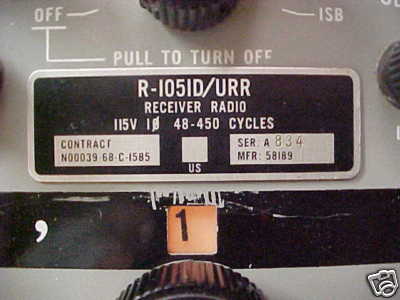 OFF ISB
PULL TO TURN OFF
R-1051D/URR
RECEIVER RADIO
115V 1Ø 48-450 CYCLES
CONTRACT
N00039-68-C-1585
US
SER. A 834
MFR: 58189
, 1
ebay